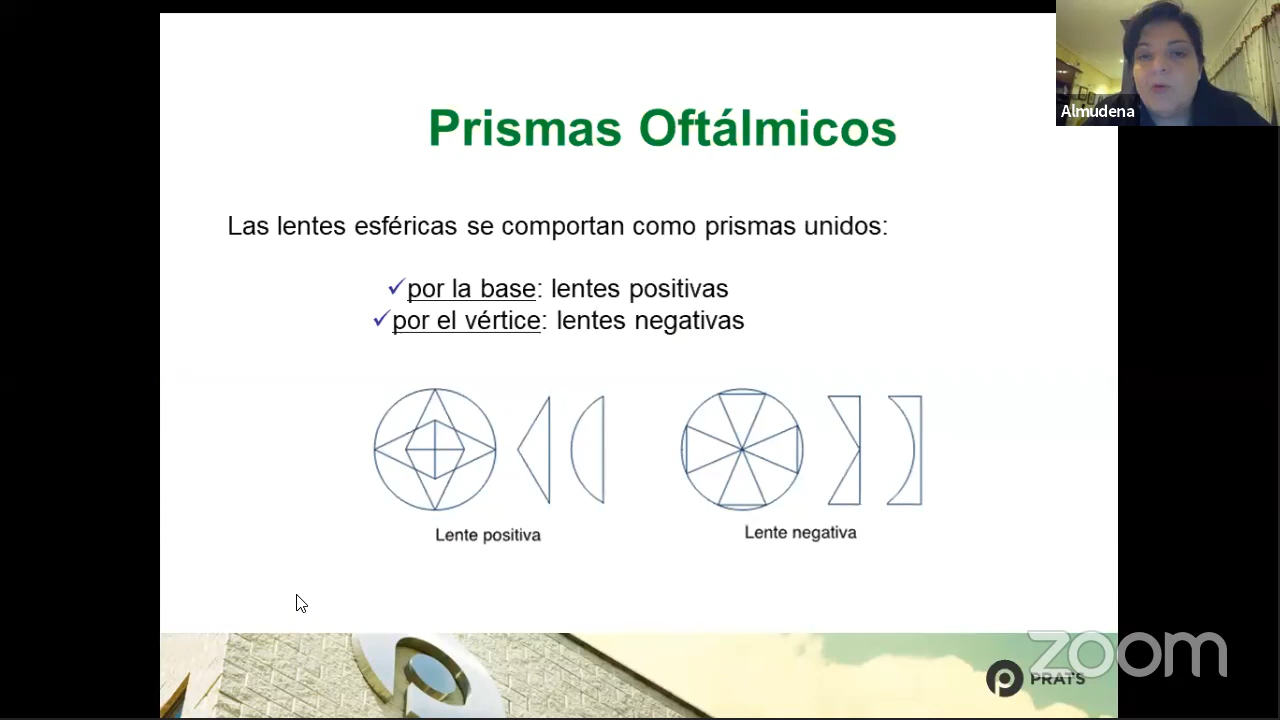 Almudena
Prismas Oftálmicos
Las lentes esféricas se comportan como prismas unidos:
✓por la base: lentes positivas
✓por el vértice: lentes negativas
Lente positiva
Lente negativa
PRATS
zoom